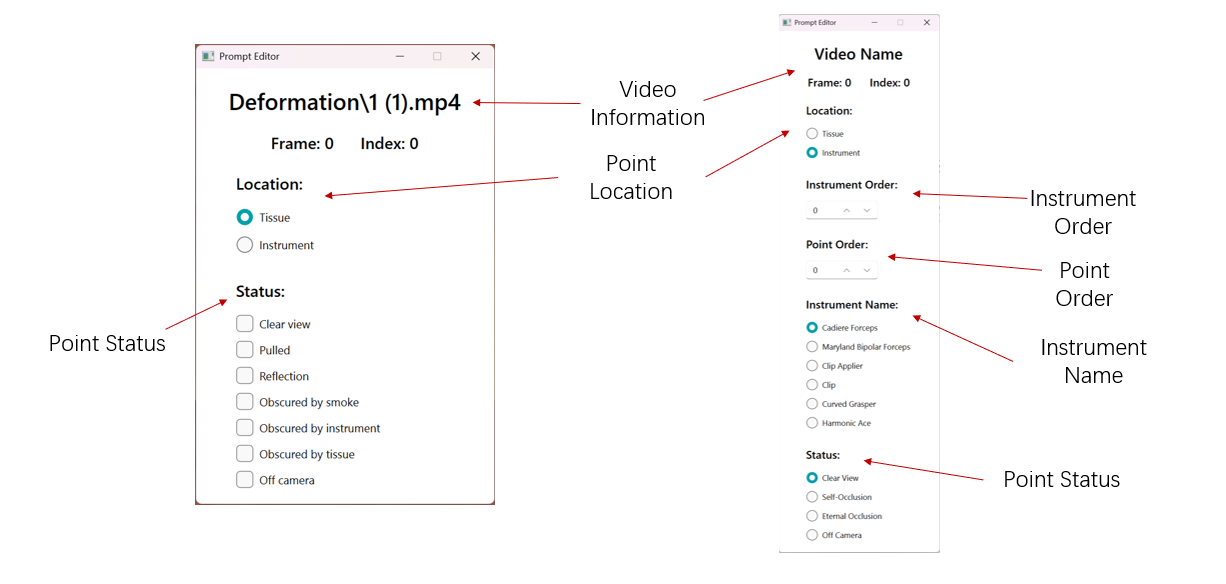 Prompt Editor
Deformation\1 (1).mp4
Frame: 0 Index: 0
Location:
Tissue
Instrument
Status:
Clear view
Pulled
Reflection
Obscured by smoke
Obscured by instrument
Obscured by tissue
Off camera
Point Status
Video
Information
Point
Location
Prompt Editor
Video Name
Frame: 0 Index: 0
Location:
Tissue
Instrument
Instrument Order:
0
Point Order:
0
Instrument Name:
Cadiere Forceps
Maryland Bipolar Forceps
Clip Applier
Clip
Curved Grasper
Harmonic Ace
Status:
Clear View
Self-Occlusion
Eternal Occlusion
Off Camera
Instrument
Order
Point
Order
Instrument
Name
Point Status